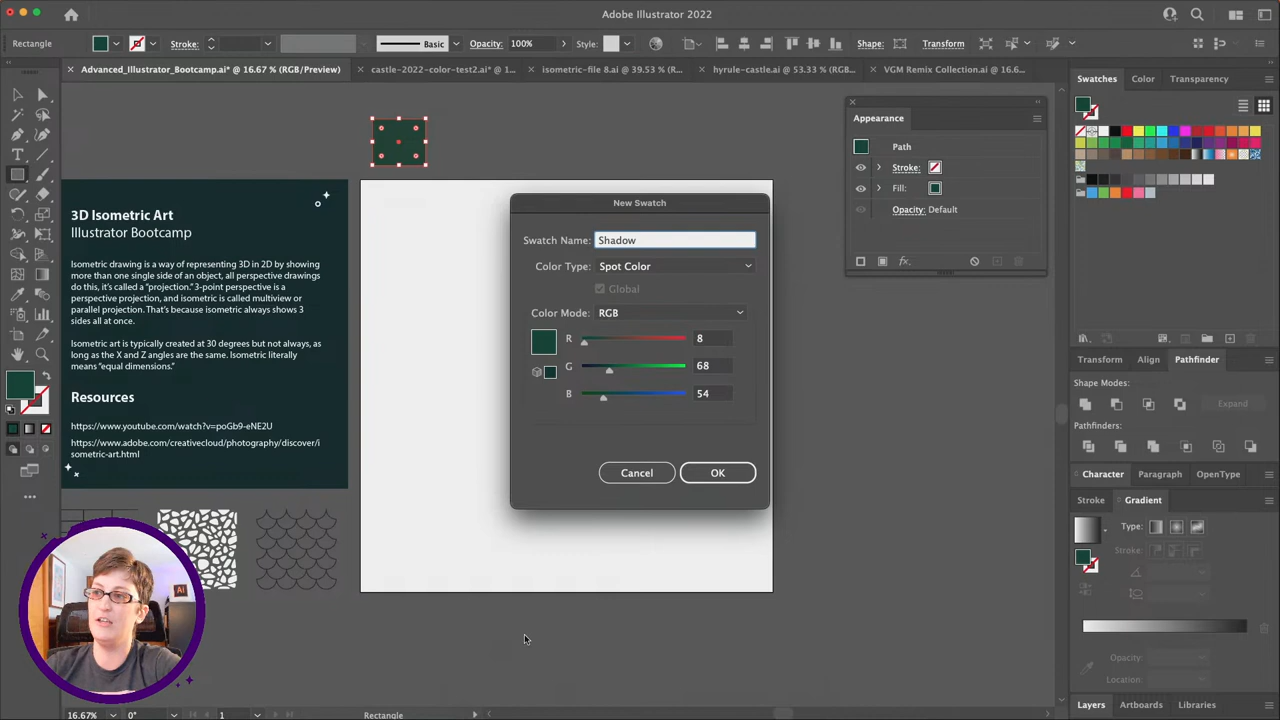 Adobe Illustrator 2022
Rectangle
Stroke:
Basic
Opacity:
100%
Style:
Shape:
Transform
Advanced_Illustrator_Bootcamp.ai* @ 16.67 % (RGB/Preview)
castle-2022-color-test2.ai* @ 1...
isometric-file 8.ai @ 39.53 % (R...
hyrule-castle.ai @ 53.33 % (RGB...
VGM Remix Collection.ai @ 16.6...
Swatches
Color
Transparency
Appearance
Path
Stroke:
Fill:
Opacity: Default
fx
3D Isometric Art
Illustrator Bootcamp
Isometric drawing is a way of representing 3D in 2D by showing
more than one single side of an object, all perspective drawings
do this, it's called a "projection." 3-point perspective is a
perspective projection, and isometric is called multiview or
parallel projection. That's because isometric always shows 3
sides all at once.
Isometric art is typically created at 30 degrees but not always, as
long as the X and Z angles are the same. Isometric literally
means "equal dimensions."
Resources
https://www.youtube.com/watch?v=poGb9-eNE2U
https://www.adobe.com/creativecloud/photography/discover/i
sometric-art.html
New Swatch
Swatch Name:
Shadow
Color Type:
Spot Color
Global
Color Mode:
RGB
R
8
G
68
B
54
Cancel
OK
Transform
Align
Pathfinder
Shape Modes:
Expand
Pathfinders:
Character
Paragraph
OpenType
Stroke
Gradient
Type:
Stroke:
Opacity:
Location:
Layers
Artboards
Libraries
Ai
16.67%
0°
1
Rectangle